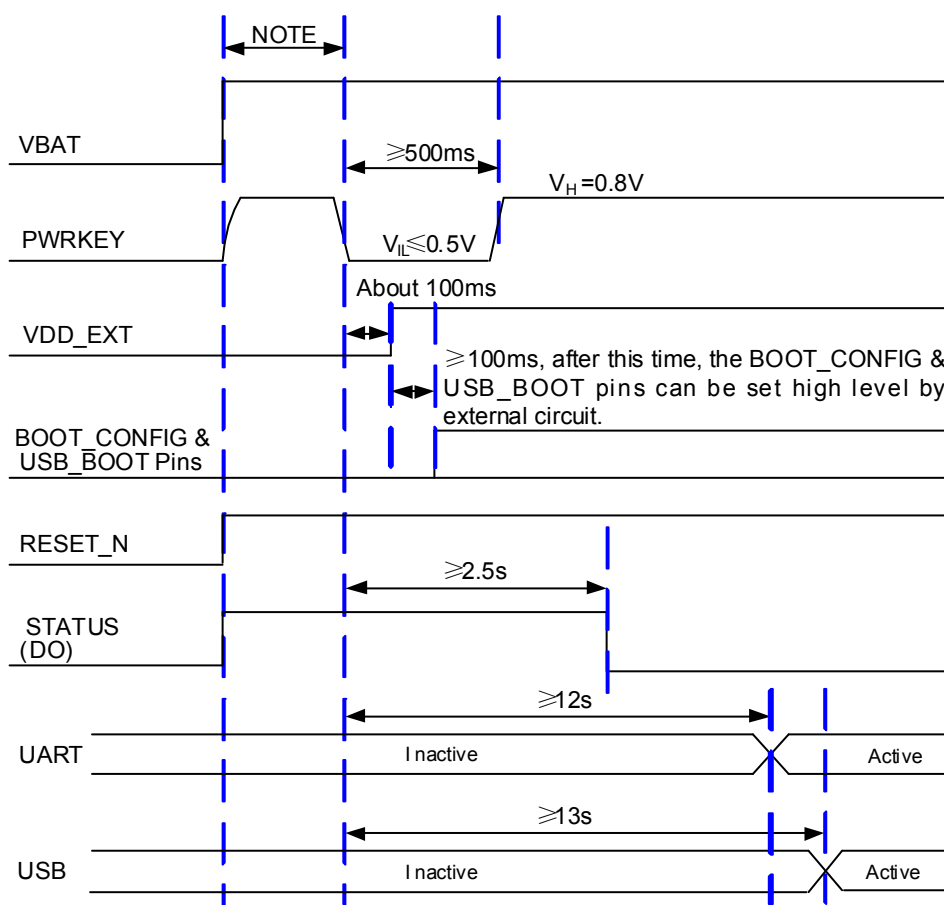 NOTE
VBAT
≥500ms
VH=0.8V
PWRKEY
VIL≤0.5V
About 100ms
VDD_EXT
≥100ms, after this time, the BOOT_CONFIG &
USB_BOOT pins can be set high level by
external circuit.
BOOT_CONFIG &
USB_BOOT Pins
RESET_N
≥2.5s
STATUS
(DO)
≥12s
UART
Inactive
Active
≥13s
USB
Inactive
Active